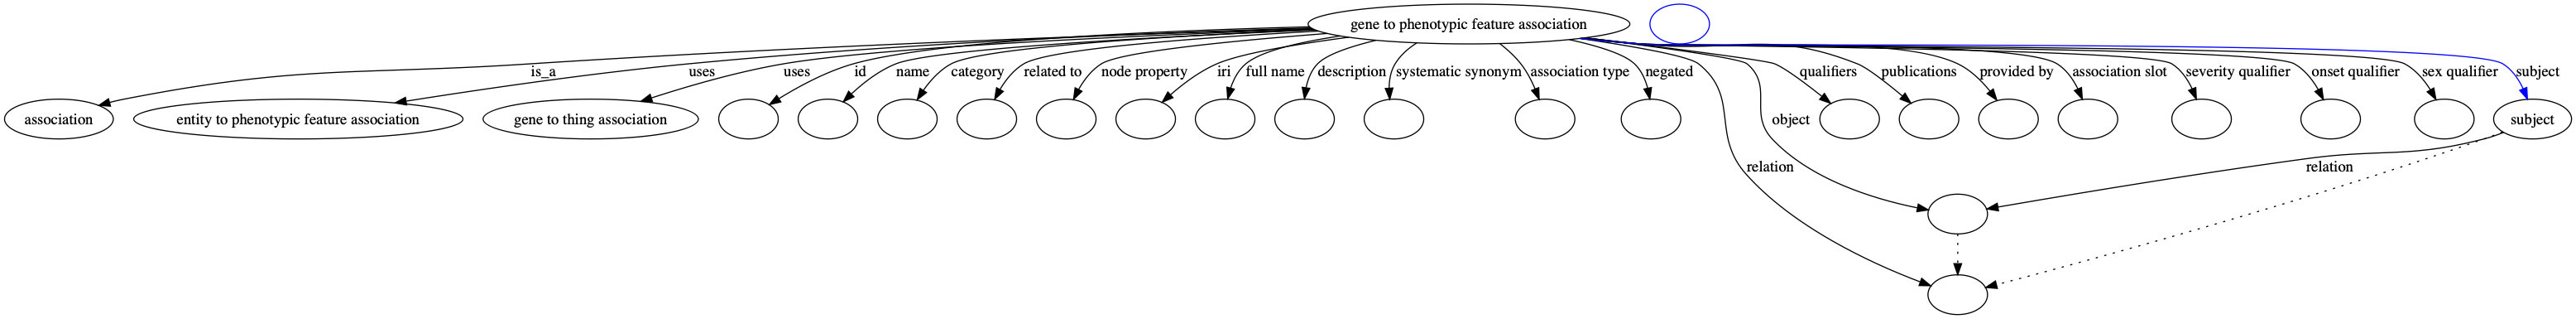 gene to phenotypic feature association
is_a
uses
uses
id
name
category
related to
node property
iri
full name
description
systematic synonym
association type
negated
qualifiers
publications
provided by
association slot
severity qualifier
onset qualifier
sex qualifier
subject
association
entity to phenotypic feature association
gene to thing association
object
subject
relation
relation